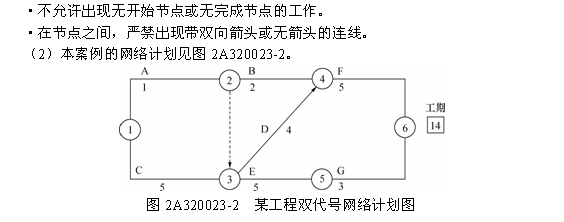 ·不允许出现无开始节点或无完成节点的工作。
·在节点之间，严禁出现带双向箭头或无箭头的连线。
（2）本案例的网络计划见图 2A320023-2。
A B F
1 2 4 2 5
工期
1 D 4 6 14
C E G
5 3 5 5 3
图 2A320023-2 某工程双代号网络计划图